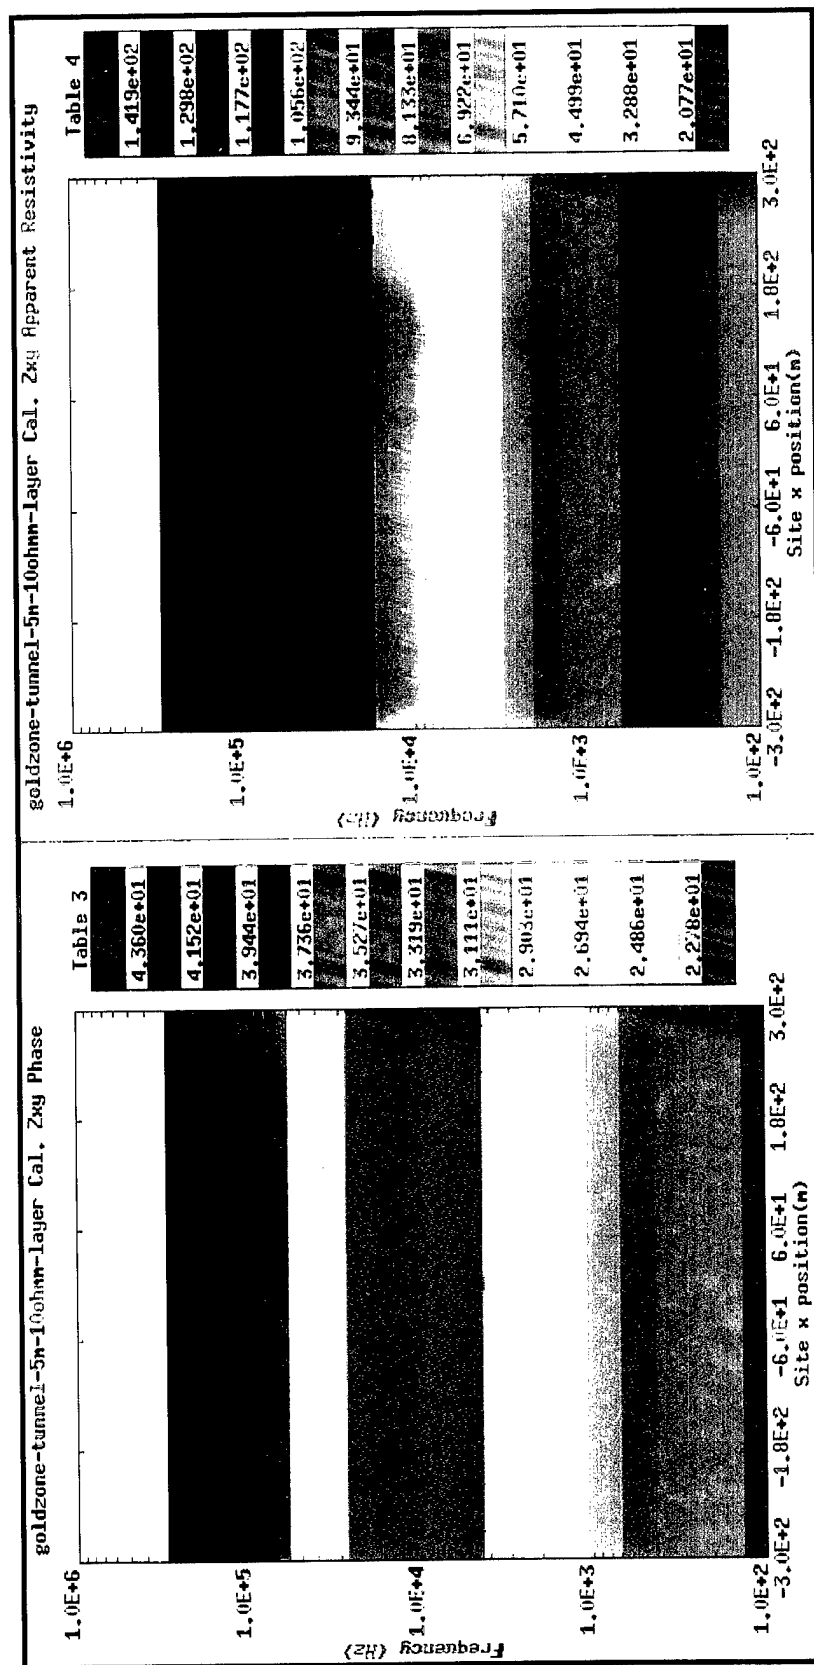 goldzone-tunnel-5m-10ohmm-layer Cal. Zxy Phase
Table 3
4.360e+01
4.152e+01
3.944e+01
3.736e+01
3.527e+01
3.319e+01
3.111e+01
2.903e+01
2.694e+01
2.486e+01
2.278e+01
Frequency (Hz)
1.0E+6
1.0E+5
1.0E+4
1.0E+3
1.0E+2
-3.0E+2 -1.8E+2 -6.0E+1 6.0E+1 1.8E+2 3.0E+2
Site x position(m)
goldzone-tunnel-5m-10ohmm-layer Cal. Zxy Apparent Resistivity
Table 4
1.419e+02
1.298e+02
1.177e+02
1.056e+02
9.344e+01
8.133e+01
6.922e+01
5.710e+01
4.499e+01
3.288e+01
2.077e+01
Frequency (Hz)
1.0E+6
1.0E+5
1.0E+4
1.0E+3
1.0E+2
-3.0E+2 -1.8E+2 -6.0E+1 6.0E+1 1.8E+2 3.0E+2
Site x position(m)